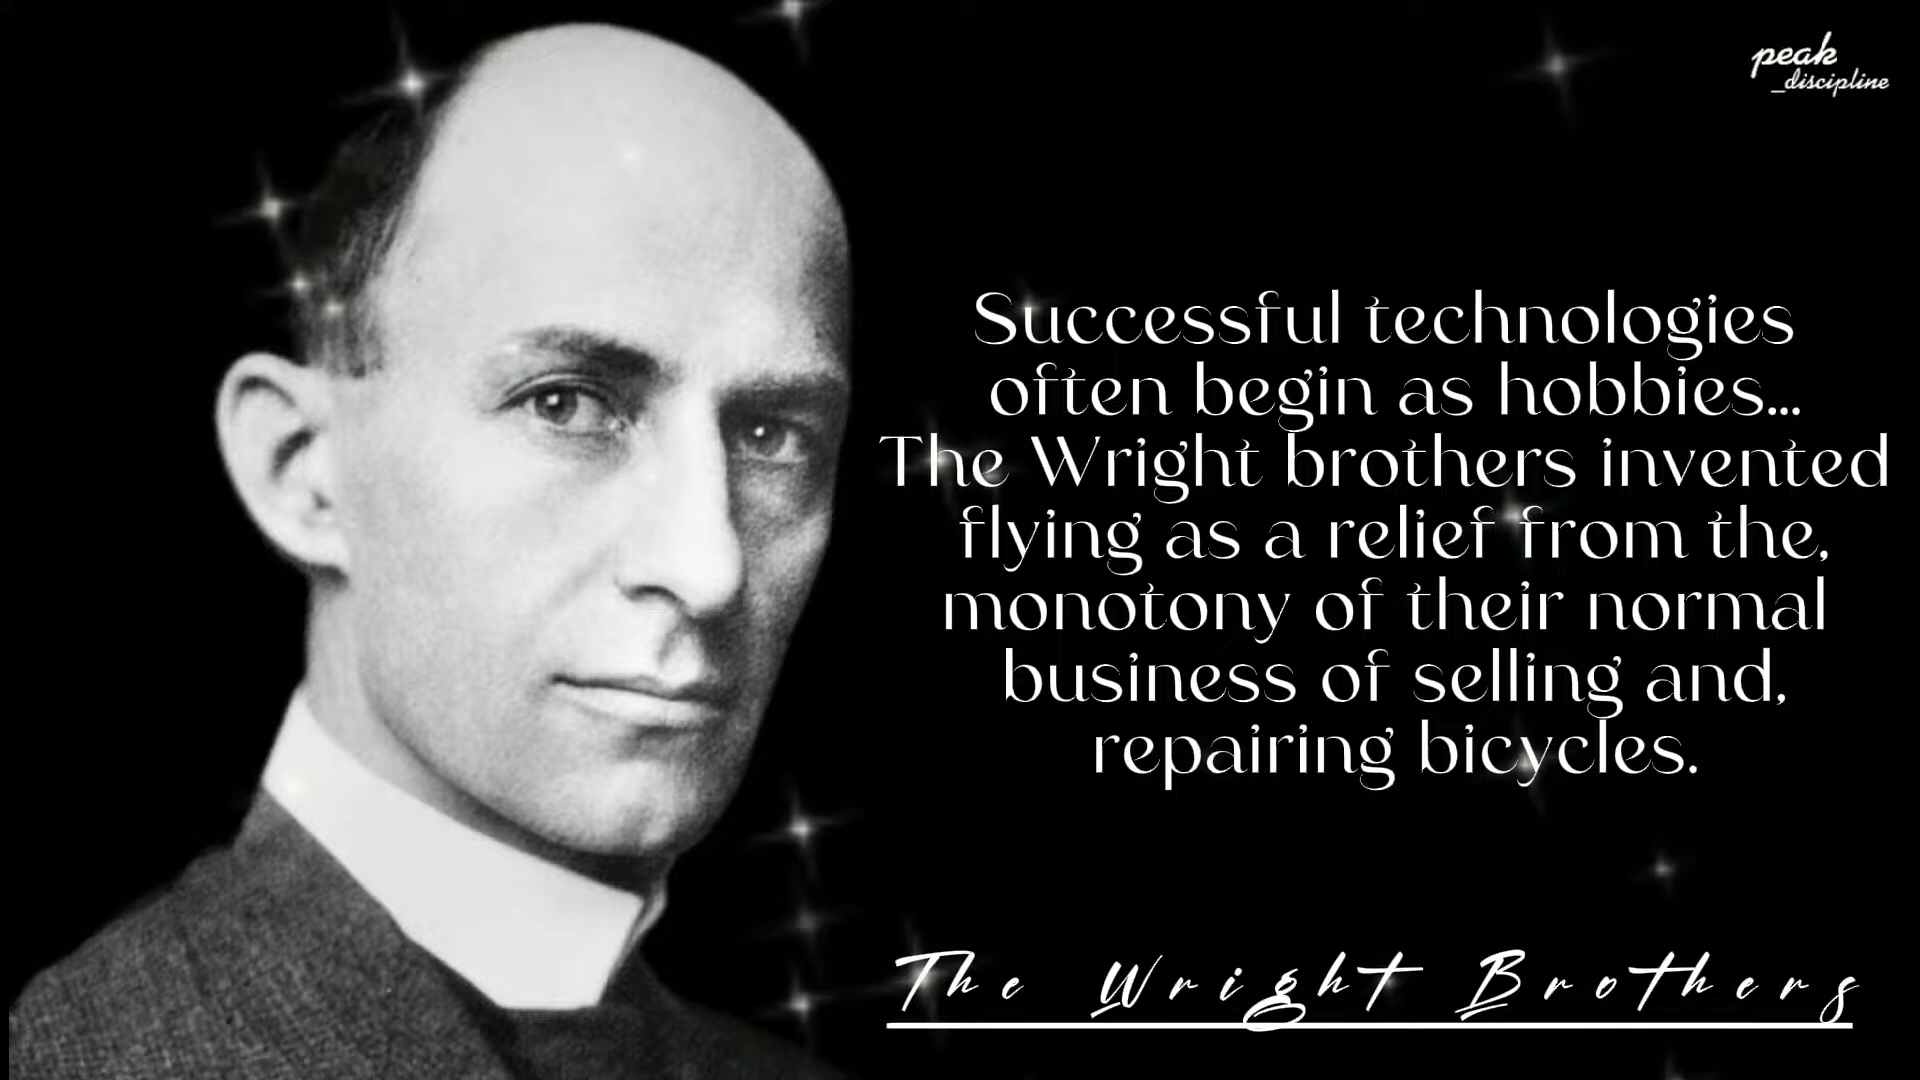 peak
_discipline
Successful technologies
often begin as hobbies...
The Wright brothers invented
flying as a relief from the,
monotony of their normal
business of selling and,
repairing bicycles.
The Wright Brothers